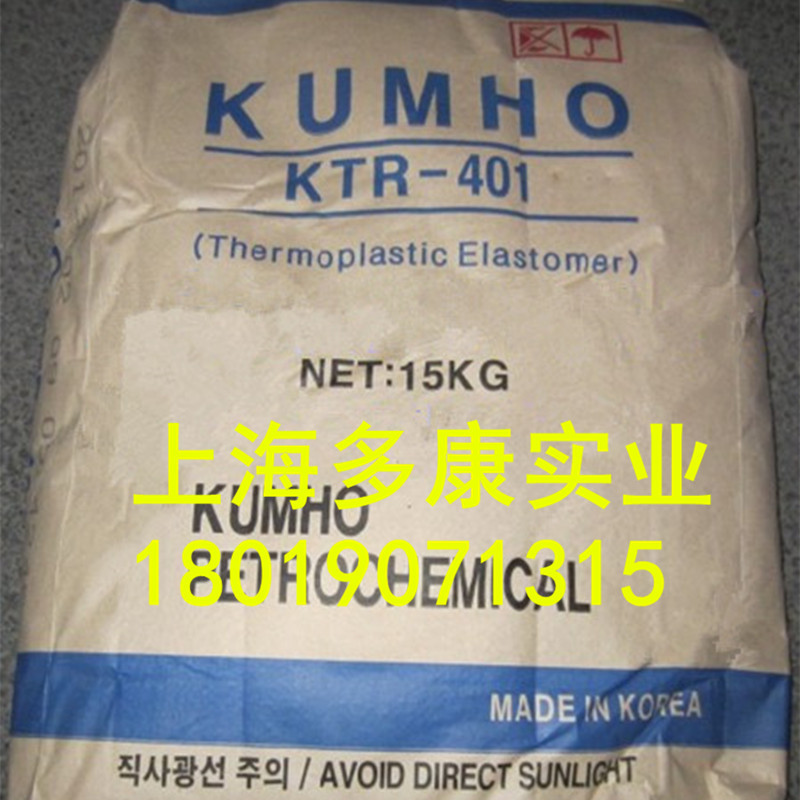 KUMHO
KTR-401
(Thermoplastic Elastomer)
NET:15KG
上海多康实业
KUMHO
18019071315
PETROCHEMICAL
MADE IN KOREA
직사광선 주의 / AVOID DIRECT SUNLIGHT